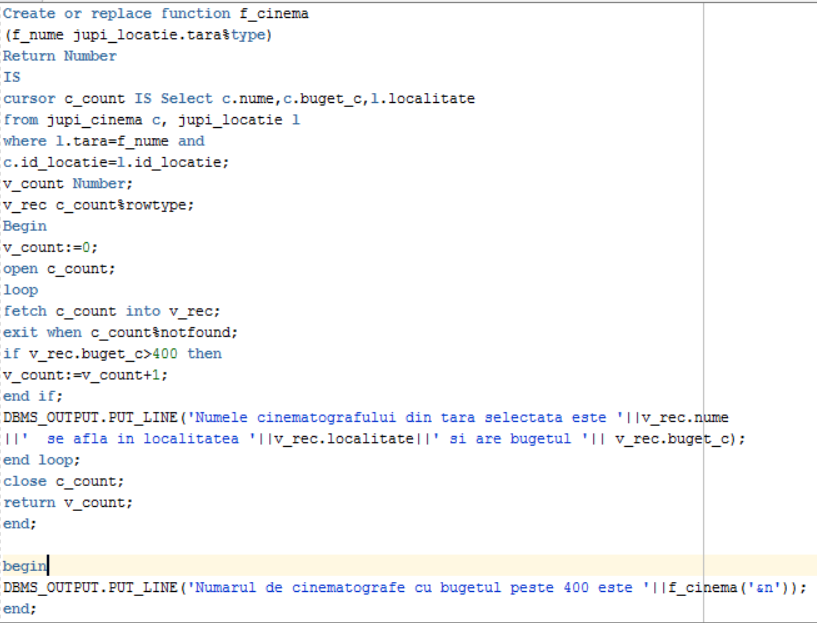 Create or replace function f_cinema
(f_nume jupi_locatie.tara%type)
Return Number
IS
cursor c_count IS Select c.nume,c.buget_c,l.localitate
from jupi_cinema c, jupi_locatie l
where l.tara=f_nume and
c.id_locatie=l.id_locatie;
v_count Number;
v_rec c_count%rowtype;
Begin
v_count:=0;
open c_count;
loop
fetch c_count into v_rec;
exit when c_count%notfound;
if v_rec.buget_c>400 then
v_count:=v_count+1;
end if;
DBMS_OUTPUT.PUT_LINE('Numele cinematografului din tara selectata este '||v_rec.nume
||'  se afla in localitatea '||v_rec.localitate||' si are bugetul '|| v_rec.buget_c);
end loop;
close c_count;
return v_count;
end;
begin
DBMS_OUTPUT.PUT_LINE('Numarul de cinematografe cu bugetul peste 400 este '||f_cinema('&n'));
end;